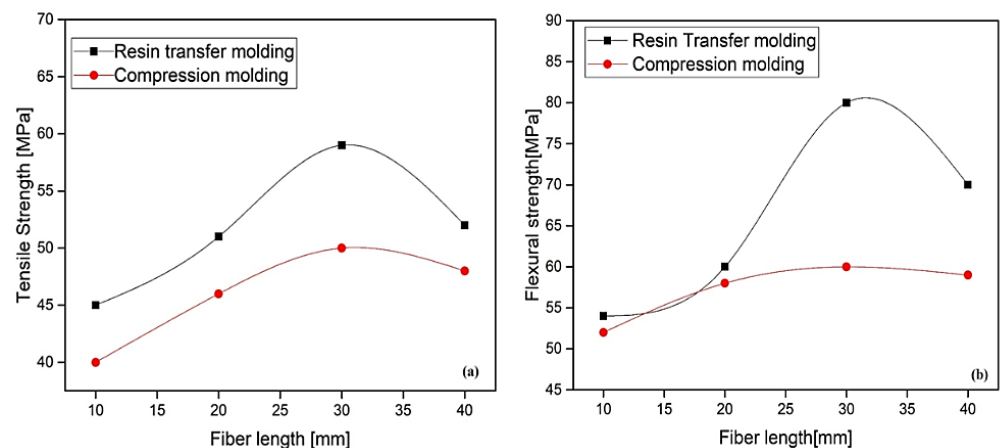 70
65
60
55
50
45
40
Tensile Strength [MPa]
Resin transfer molding
Compression molding
(a)
10 15 20 25 30 35 40
Fiber length [mm]
90
85
80
75
70
65
60
55
50
45
Flexural strength[MPa]
Resin Transfer molding
Compression molding
(b)
10 15 20 25 30 35 40
Fiber length[mm]